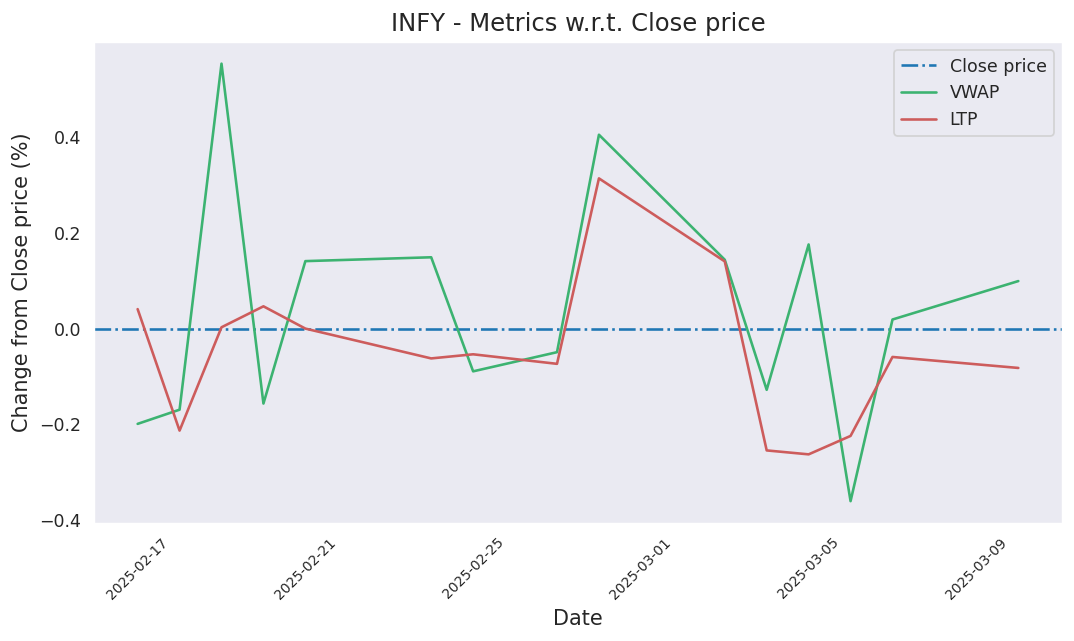 INFY - Metrics w.r.t. Close price
Close price
VWAP
LTP
Change from Close price (%)
0.4
0.2
0.0
−0.2
−0.4
2025-02-17
2025-02-21
2025-02-25
2025-03-01
2025-03-05
2025-03-09
Date